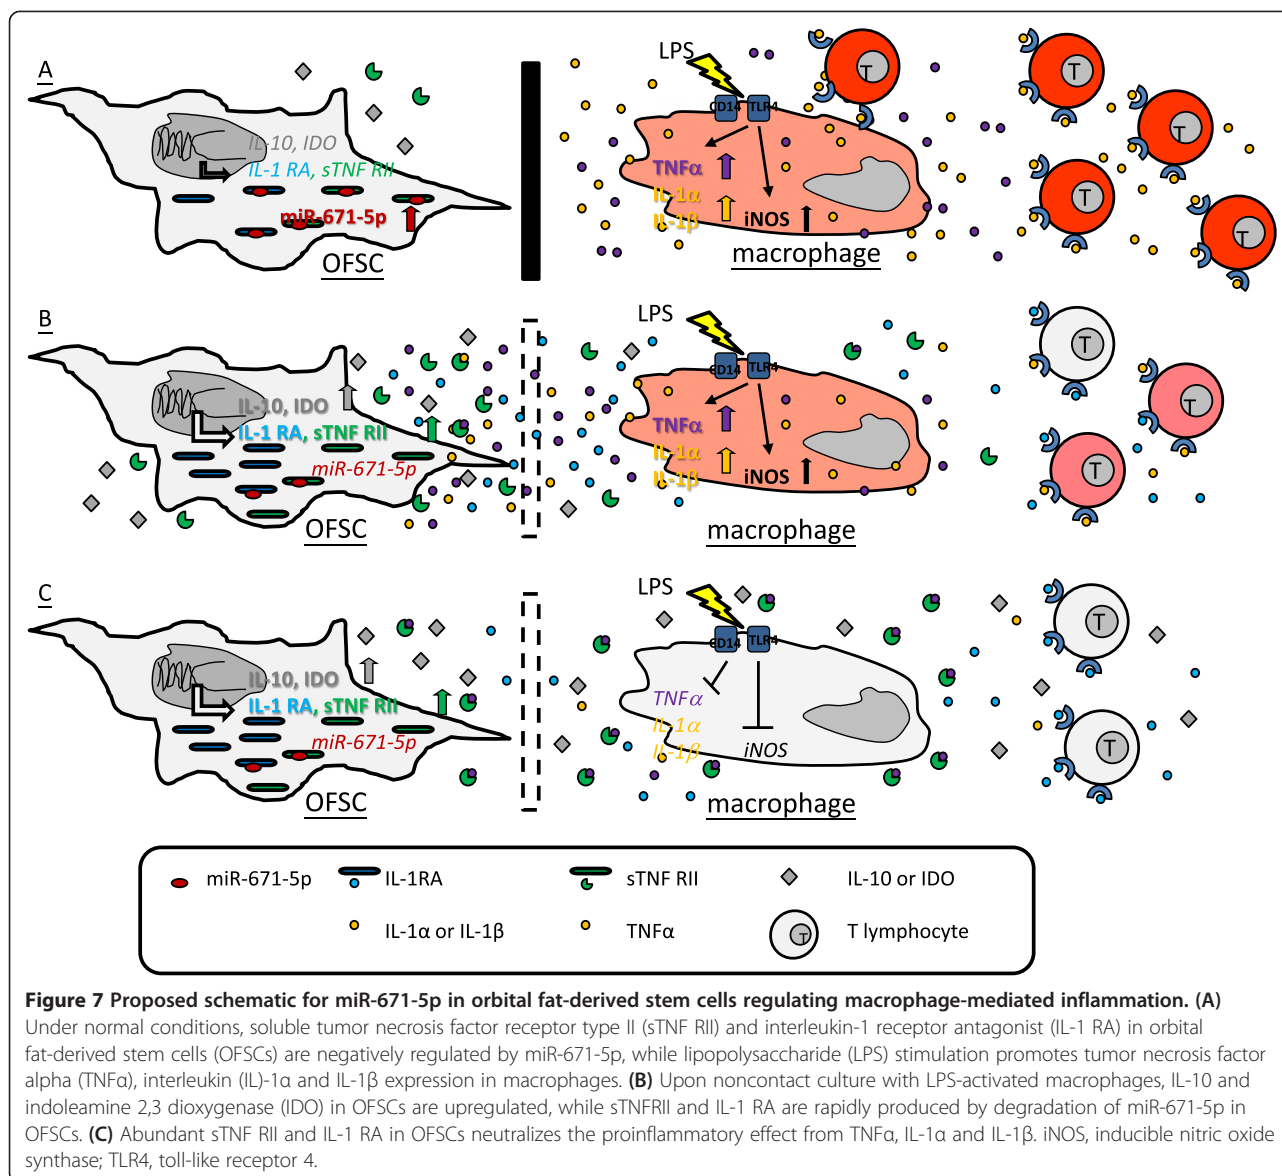 A
LPS
CD14 TLR4
T
T
T
T
T
IL-10, IDO
IL-1 RA, sTNF RII
miR-671-5p
OFSC
TNFα
IL-1α
IL-1β
iNOS
macrophage
B
LPS
CD14 TLR4
T
T
T
IL-10, IDO
IL-1 RA, sTNF RII
miR-671-5p
OFSC
TNFα
IL-1α
IL-1β
iNOS
macrophage
C
LPS
CD14 TLR4
T
T
IL-10, IDO
IL-1 RA, sTNF RII
miR-671-5p
OFSC
TNFα
IL-1α
IL-1β
iNOS
macrophage
miR-671-5p IL-1RA sTNF RII IL-10 or IDO
IL-1α or IL-1β TNFα T T lymphocyte
Figure 7 Proposed schematic for miR-671-5p in orbital fat-derived stem cells regulating macrophage-mediated inflammation. (A)
Under normal conditions, soluble tumor necrosis factor receptor type II (sTNF RII) and interleukin-1 receptor antagonist (IL-1 RA) in orbital
fat-derived stem cells (OFSCs) are negatively regulated by miR-671-5p, while lipopolysaccharide (LPS) stimulation promotes tumor necrosis factor
alpha (TNFα), interleukin (IL)-1α and IL-1β expression in macrophages. (B) Upon noncontact culture with LPS-activated macrophages, IL-10 and
indoleamine 2,3 dioxygenase (IDO) in OFSCs are upregulated, while sTNFRII and IL-1 RA are rapidly produced by degradation of miR-671-5p in
OFSCs. (C) Abundant sTNF RII and IL-1 RA in OFSCs neutralizes the proinflammatory effect from TNFα, IL-1α and IL-1β. iNOS, inducible nitric oxide
synthase; TLR4, toll-like receptor 4.